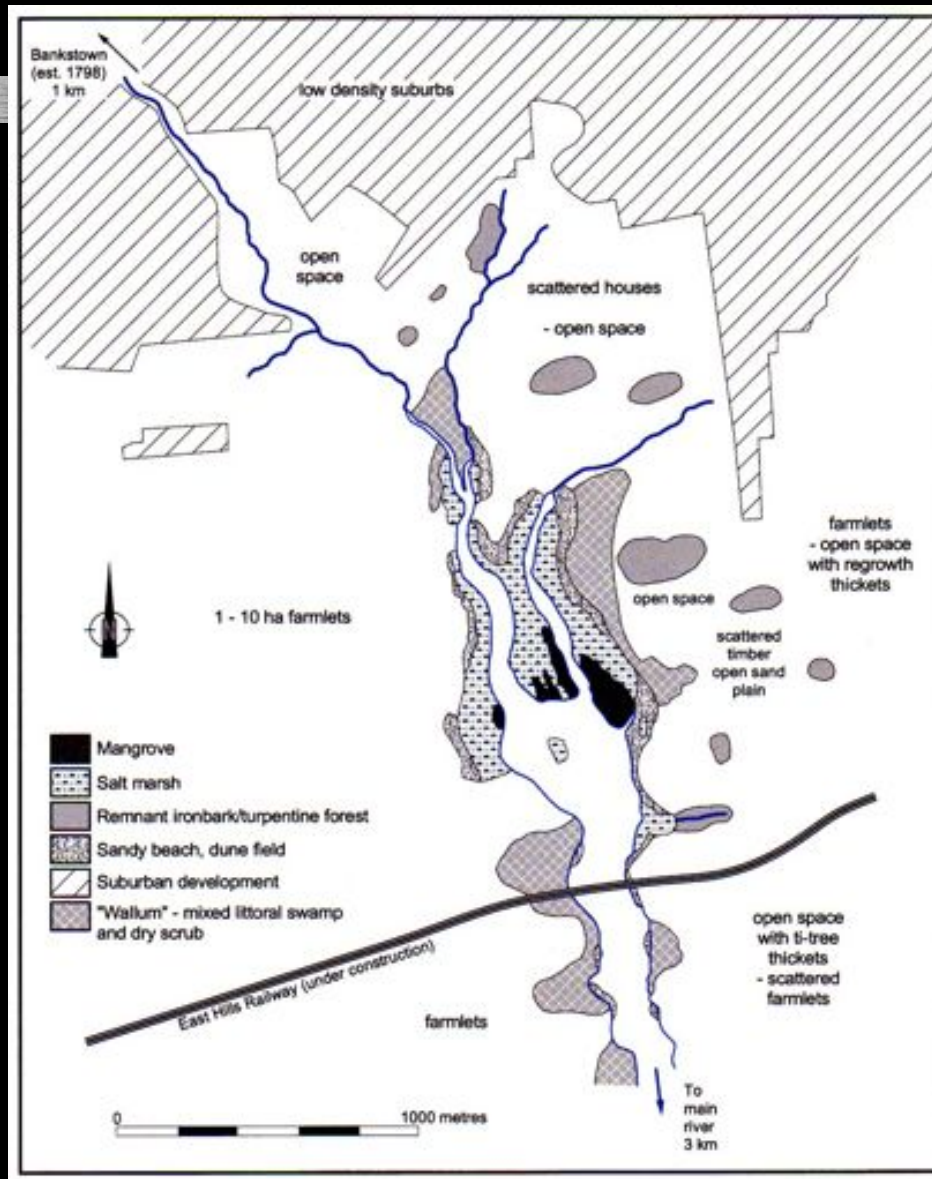 Bankstown
(est. 1798)
1 km
low density suburbs
open
space
scattered houses
- open space
farmlets
- open space
with regrowth
thickets
open space
1 - 10 ha farmlets
scattered
timber
open sand
plain
N
Mangrove
Salt marsh
Remnant ironbark/turpentine forest
Sandy beach, dune field
Suburban development
"Wallum" - mixed littoral swamp
and dry scrub
open space
with ti-tree
thickets
- scattered
farmlets
East Hills Railway (under construction)
farmlets
0 1000 metres
To
main
river
3 km